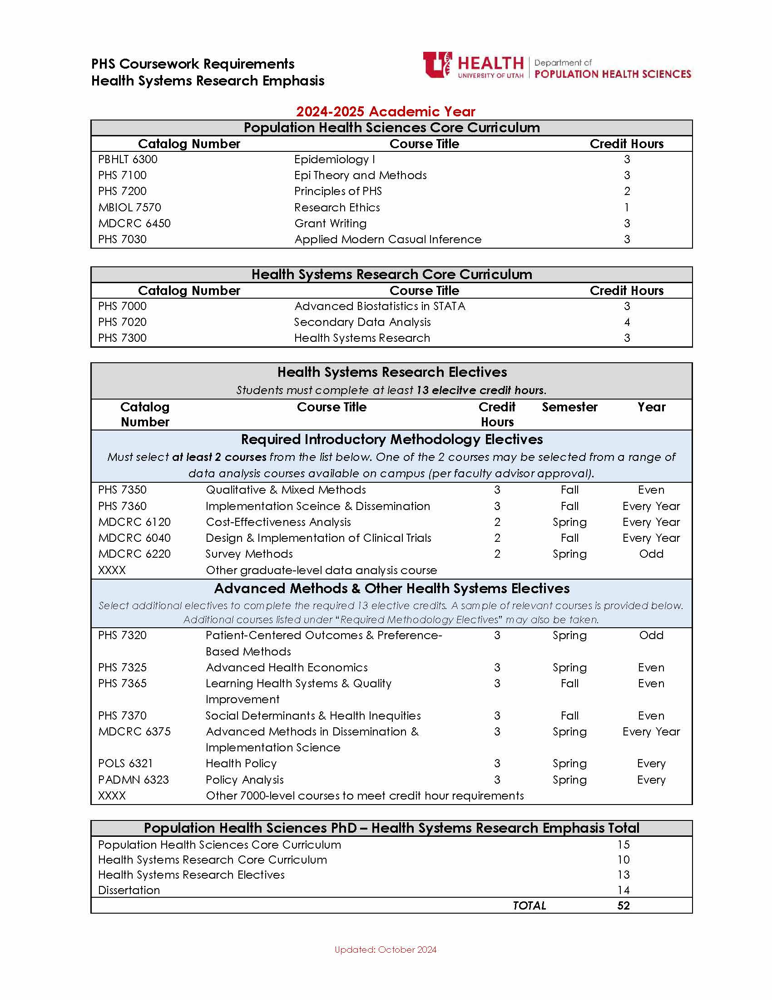 PHS Coursework Requirements
Health Systems Research Emphasis
U HEALTH
UNIVERSITY OF UTAH
Department of
POPULATION HEALTH SCIENCES
2024-2025 Academic Year
Population Health Sciences Core Curriculum
Catalog Number Course Title Credit Hours
PBHLT 6300 Epidemiology I 3
PHS 7100 Epi Theory and Methods 3
PHS 7200 Principles of PHS 2
MBIOL 7570 Research Ethics 1
MDCRC 6450 Grant Writing 3
PHS 7030 Applied Modern Casual Inference 3
Health Systems Research Core Curriculum
Catalog Number Course Title Credit Hours
PHS 7000 Advanced Biostatistics in STATA 3
PHS 7020 Secondary Data Analysis 4
PHS 7300 Health Systems Research 3
Health Systems Research Electives
Students must complete at least 13 elecitve credit hours.
Catalog Course Title Credit Semester Year
Number Hours
Required Introductory Methodology Electives
Must select at least 2 courses from the list below. One of the 2 courses may be selected from a range of
data analysis courses available on campus (per faculty advisor approval).
PHS 7350 Qualitative & Mixed Methods 3 Fall Even
PHS 7360 Implementation Sceince & Dissemination 3 Fall Every Year
MDCRC 6120 Cost-Effectiveness Analysis 2 Spring Every Year
MDCRC 6040 Design & Implementation of Clinical Trials 2 Fall Every Year
MDCRC 6220 Survey Methods 2 Spring Odd
XXXX Other graduate-level data analysis course
Advanced Methods & Other Health Systems Electives
Select additional electives to complete the required 13 elective credits. A sample of relevant courses is provided below.
Additional courses listed under “Required Methodology Electives” may also be taken.
PHS 7320 Patient-Centered Outcomes & Preference- 3 Spring Odd
Based Methods
PHS 7325 Advanced Health Economics 3 Spring Even
PHS 7365 Learning Health Systems & Quality 3 Fall Even
Improvement
PHS 7370 Social Determinants & Health Inequities 3 Fall Even
MDCRC 6375 Advanced Methods in Dissemination & 3 Spring Every Year
Implementation Science
POLS 6321 Health Policy 3 Spring Every
PADMN 6323 Policy Analysis 3 Spring Every
XXXX Other 7000-level courses to meet credit hour requirements
Population Health Sciences PhD – Health Systems Research Emphasis Total
Population Health Sciences Core Curriculum 15
Health Systems Research Core Curriculum 10
Health Systems Research Electives 13
Dissertation 14
TOTAL 52
Updated: October 2024